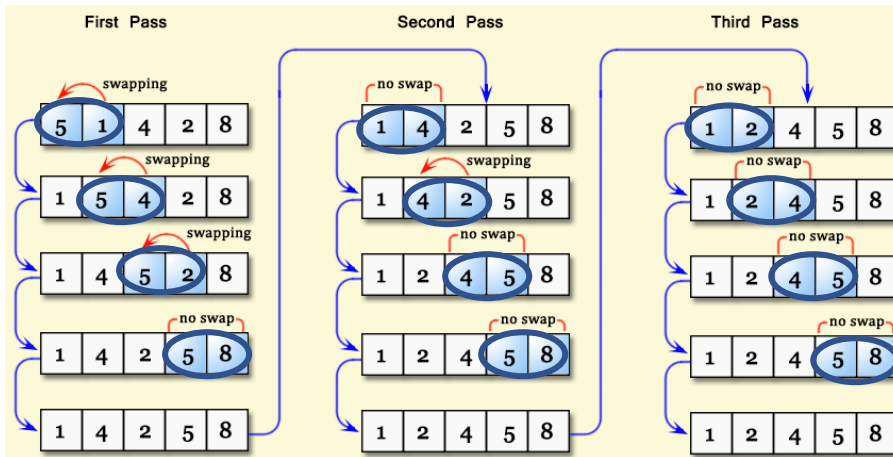 First Pass
swapping
5 1 4 2 8
swapping
1 5 4 2 8
swapping
1 4 5 2 8
no swap
1 4 2 5 8
1 4 2 5 8
Second Pass
no swap
1 4 2 5 8
swapping
1 4 2 5 8
no swap
1 2 4 5 8
no swap
1 2 4 5 8
1 2 4 5 8
Third Pass
no swap
1 2 4 5 8
no swap
1 2 4 5 8
no swap
1 2 4 5 8
no swap
1 2 4 5 8
1 2 4 5 8